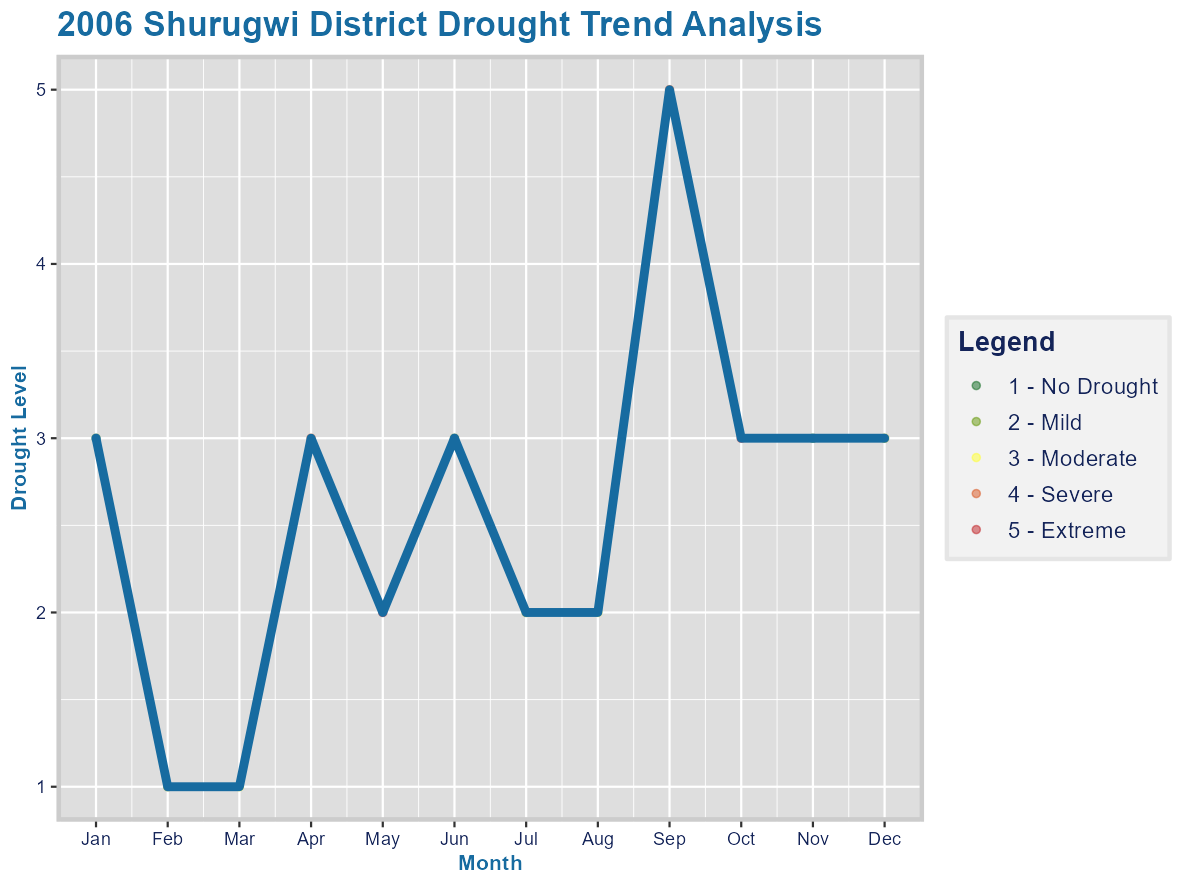 2006 Shurugwi District Drought Trend Analysis
5
4
3
2
1
Drought Level
Jan Feb Mar Apr May Jun Jul Aug Sep Oct Nov Dec
Month
Legend
1 - No Drought
2 - Mild
3 - Moderate
4 - Severe
5 - Extreme